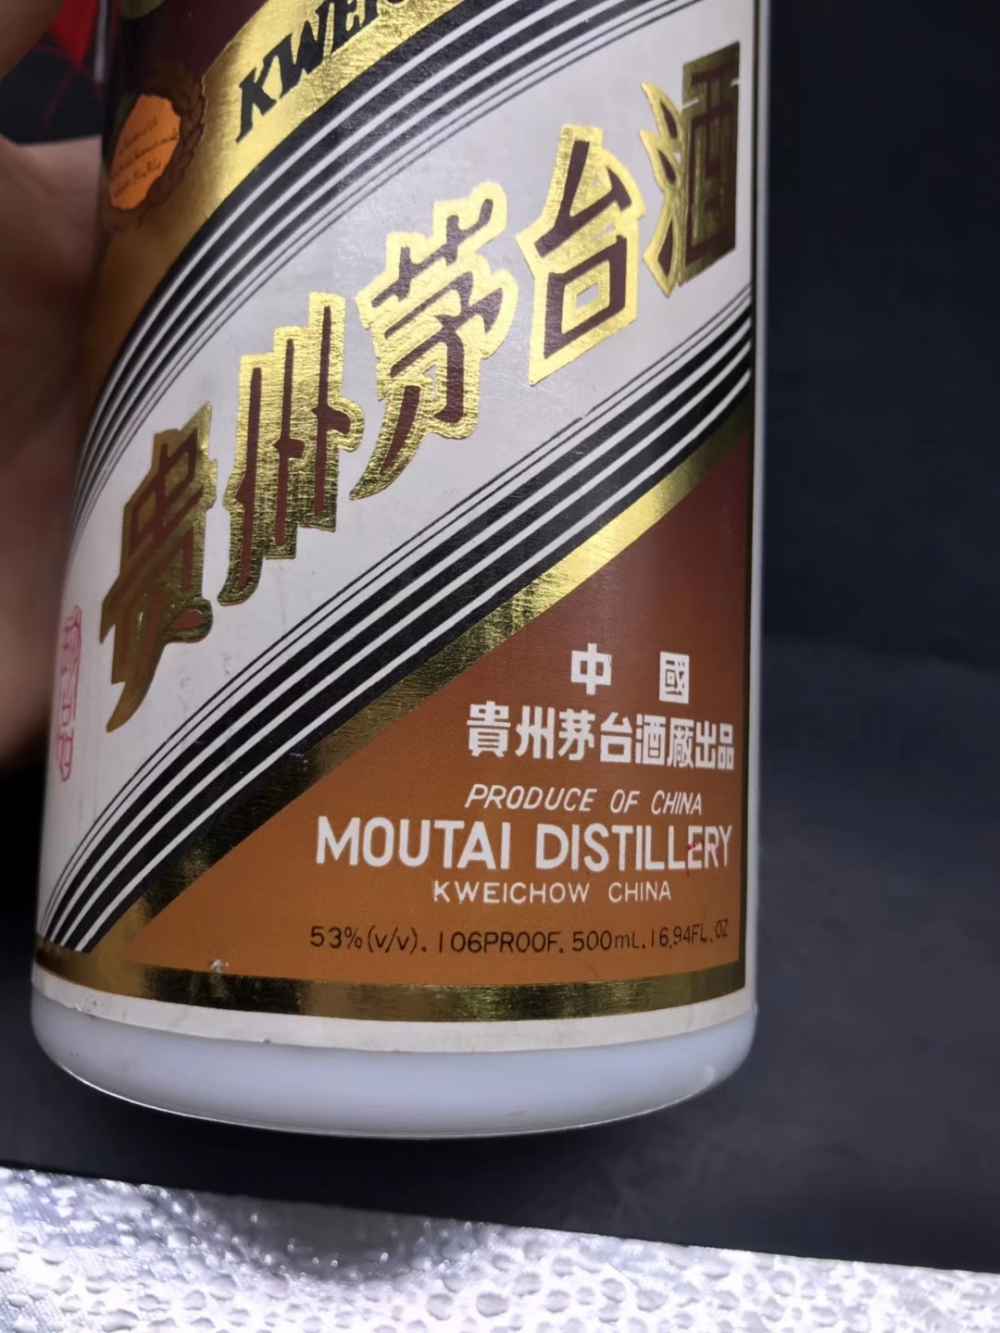 KWEI
貴州茅台酒
中 國
貴州茅台酒廠出品
PRODUCE OF CHINA
MOUTAI DISTILLERY
KWEICHOW CHINA
53%(v/v). 106PROOF. 500mL. 16.94FL.OZ